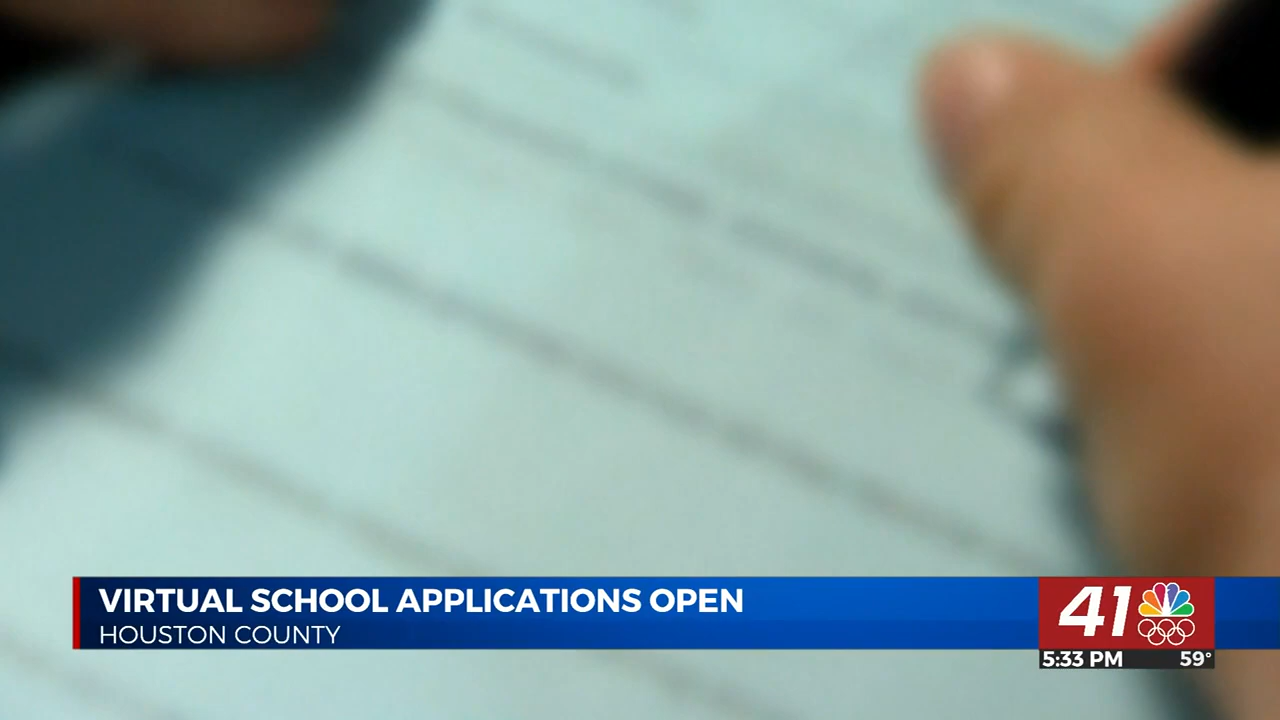 VIRTUAL SCHOOL APPLICATIONS OPEN
HOUSTON COUNTY
41
5:33 PM 59°